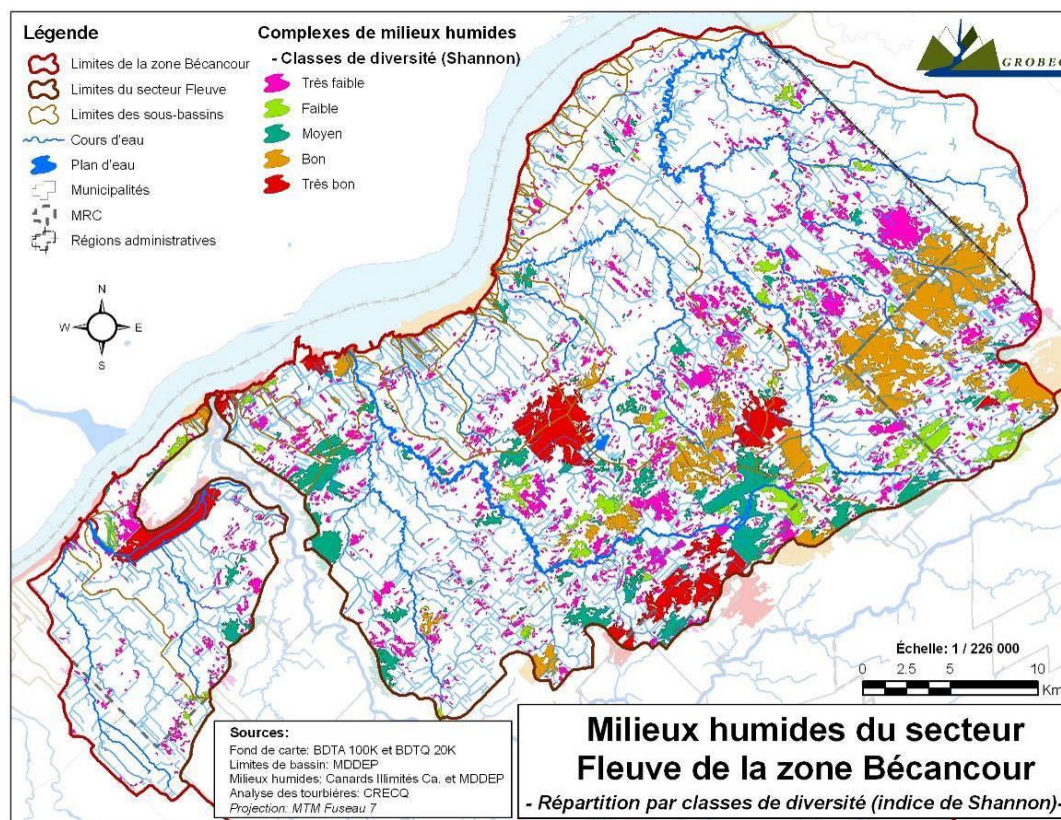 Légende
Limites de la zone Bécancour
Limites du secteur Fleuve
Limites des sous-bassins
Cours d'eau
Plan d'eau
Municipalités
MRC
Régions administratives
Complexes de milieux humides
- Classes de diversité (Shannon)
Très faible
Faible
Moyen
Bon
Très bon
GROBEC
N
W E
S
Échelle: 1 / 226 000
0 2.5 5 10
Km
Sources:
Fond de carte: BDTA 100K et BDTQ 20K
Limites de bassin: MDDEP
Milieux humides: Canards Illimités Ca. et MDDEP
Analyse des tourbières: CRECQ
Projection: MTM Fuseau 7
Milieux humides du secteur
Fleuve de la zone Bécancour
- Répartition par classes de diversité (indice de Shannon)-